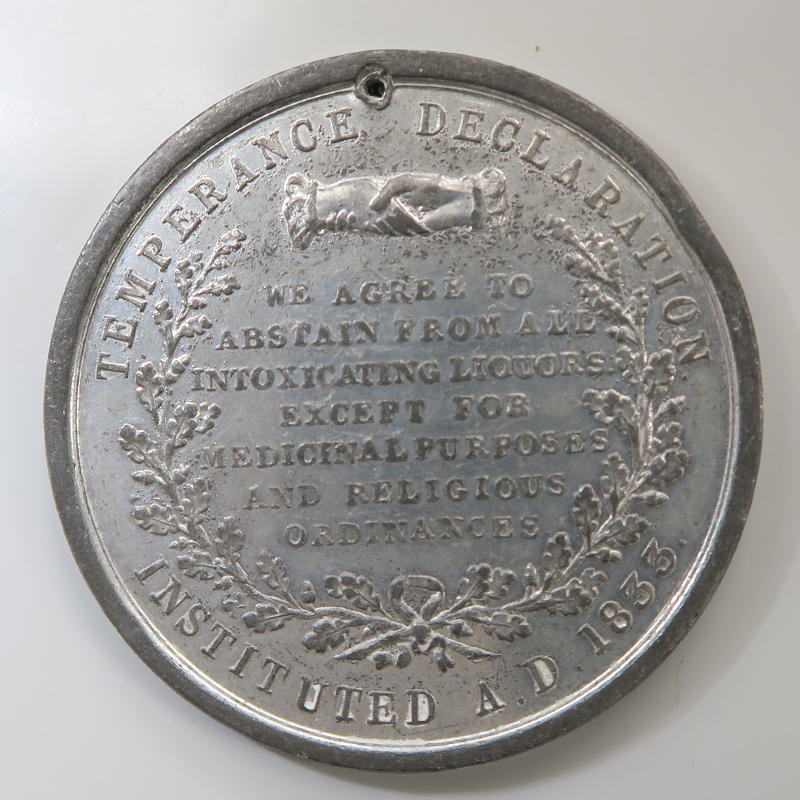 TEMPERANCE DECLARATION
WE AGREE TO
ABSTAIN FROM ALL
INTOXICATING LIQUORS
EXCEPT FOR
MEDICINAL PURPOSES
AND RELIGIOUS
ORDINANCES
INSTITUTED A.D. 1833.